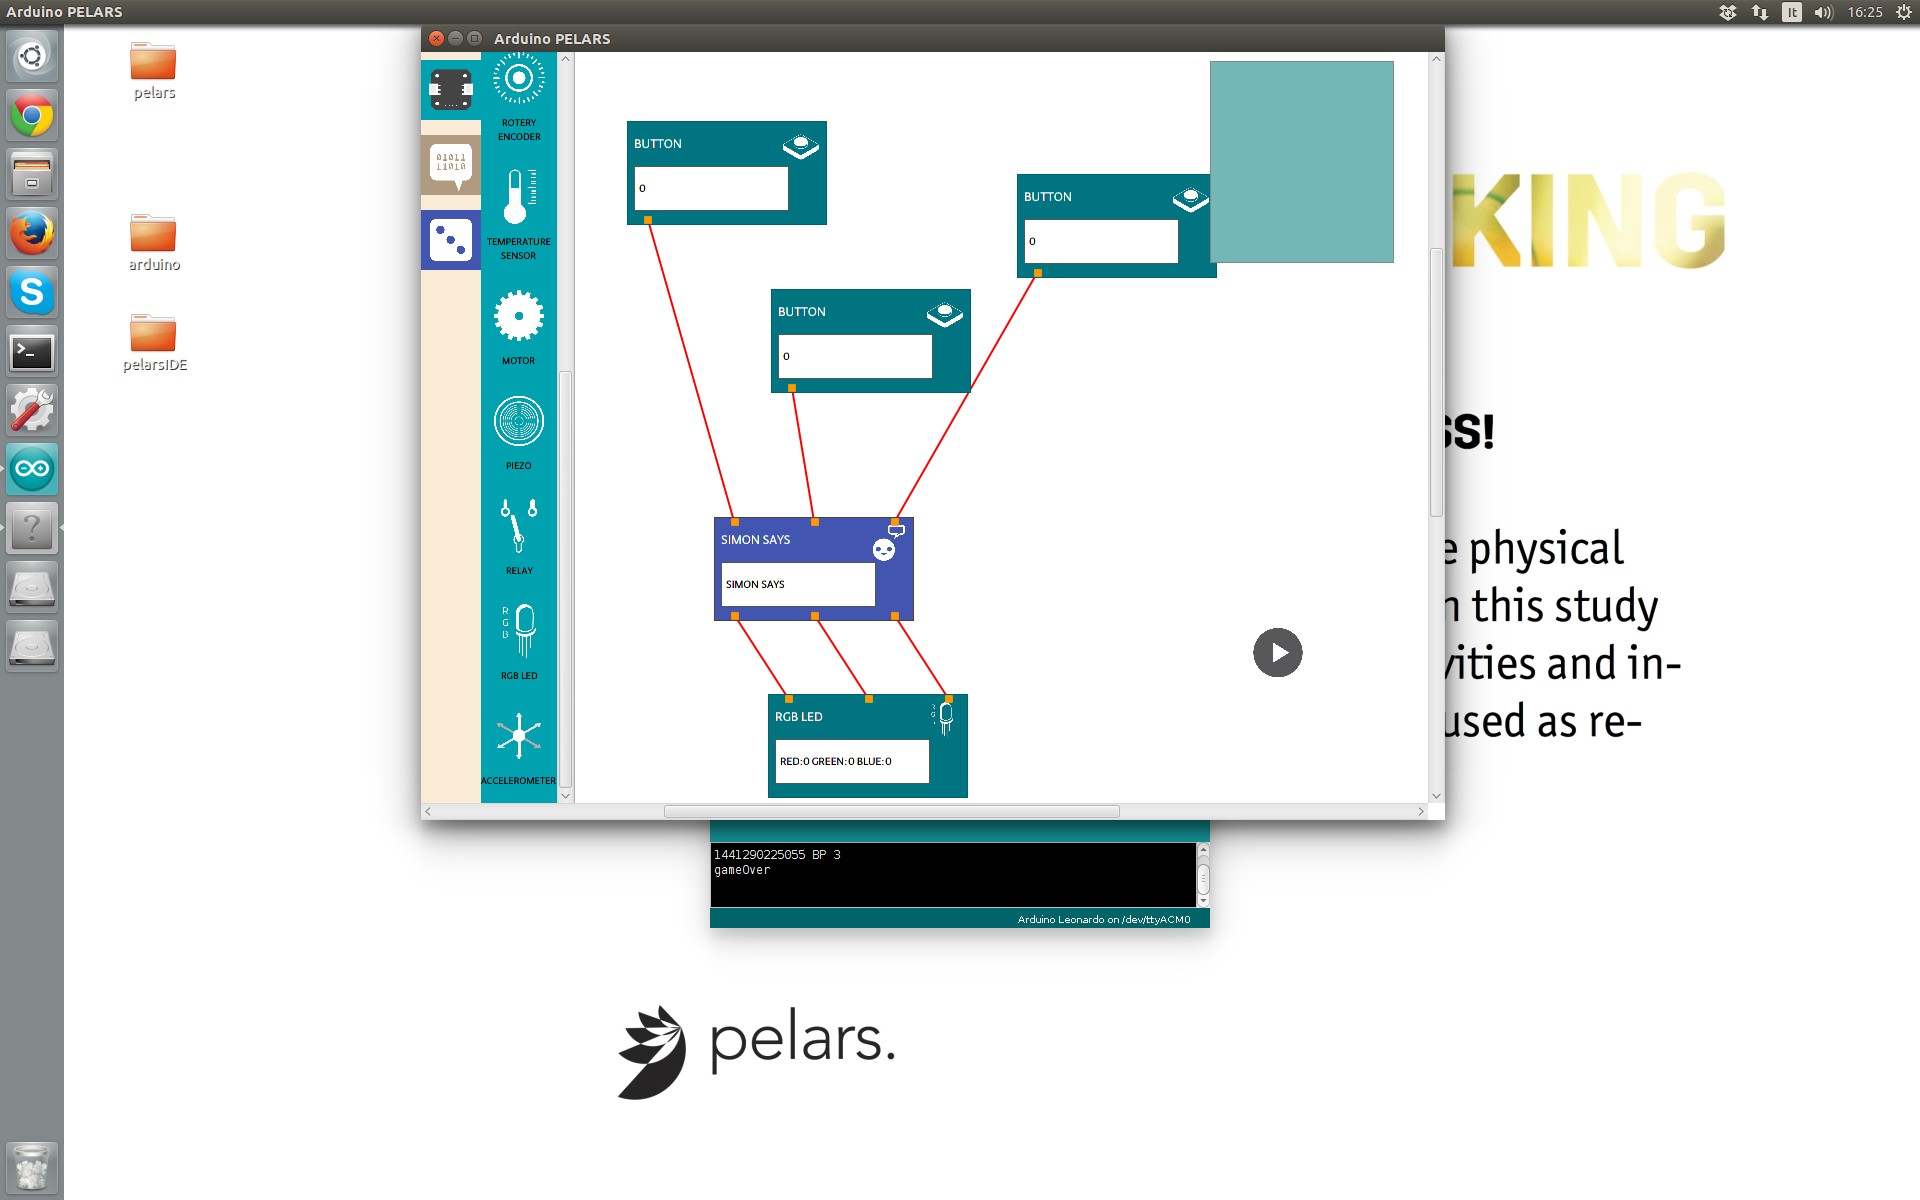 Arduino PELARS
It
16:25
pelars
arduino
pelarsIDE
Arduino PELARS
01011
11010
ROTERY
ENCODER
TEMPERATURE
SENSOR
MOTOR
PIEZO
RELAY
R
G
B
RGB LED
ACCELEROMETER
BUTTON
0
BUTTON
0
BUTTON
0
SIMON SAYS
SIMON SAYS
RGB LED
RED:0 GREEN:0 BLUE:0
KING
SS!
e physical
n this study
vities and in-
used as re-
1441290225055 BP 3
gameOver
Arduino Leonardo on /dev/ttyACM0
pelars.